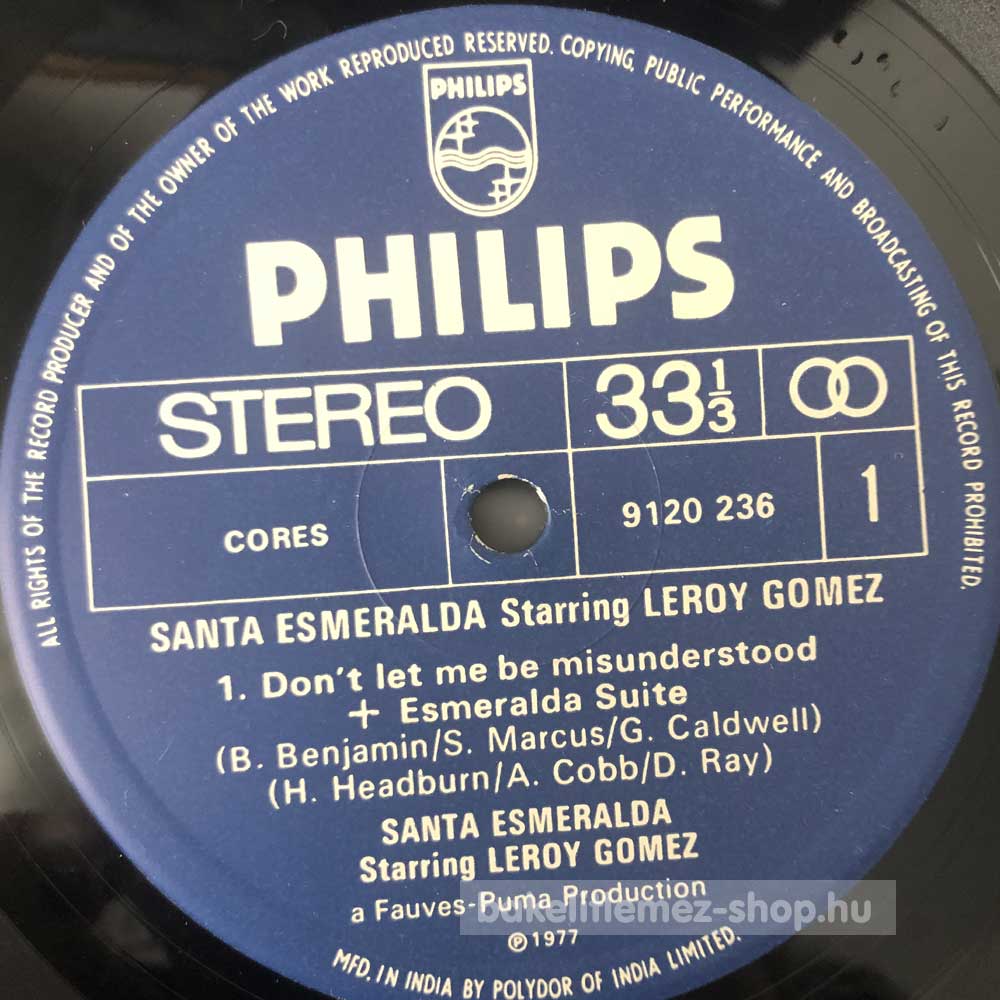 ALL RIGHTS OF THE RECORD PRODUCER AND OF THE OWNER OF THE WORK REPRODUCED RESERVED. COPYING, PUBLIC PERFORMANCE AND BROADCASTING OF THIS RECORD PROHIBITED.
PHILIPS
PHILIPS
STEREO 33 1/3
CORES 9120 236 1
SANTA ESMERALDA Starring LEROY GOMEZ
1. Don't let me be misunderstood
+ Esmeralda Suite
(B. Benjamin/S. Marcus/G. Caldwell)
(H. Headburn/A. Cobb/D. Ray)
SANTA ESMERALDA
Starring LEROY GOMEZ
a Fauves-Puma Production
bakelitlemez-shop.hu
℗ 1977
MFD. IN INDIA BY POLYDOR OF INDIA LIMITED.